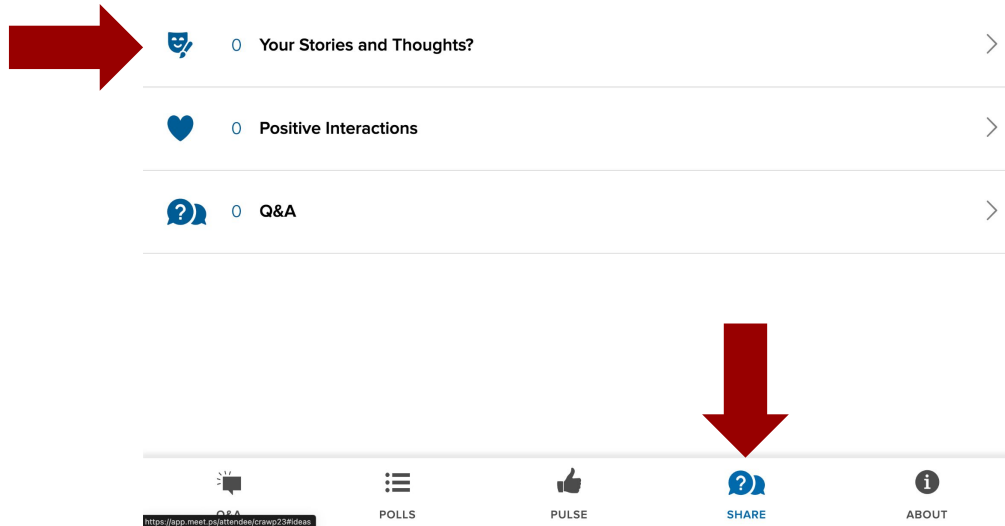 0 Your Stories and Thoughts?
0 Positive Interactions
0 Q&A
Q&A POLLS PULSE SHARE ABOUT
https://app.meet.ps/attendee/crawp23#ideas